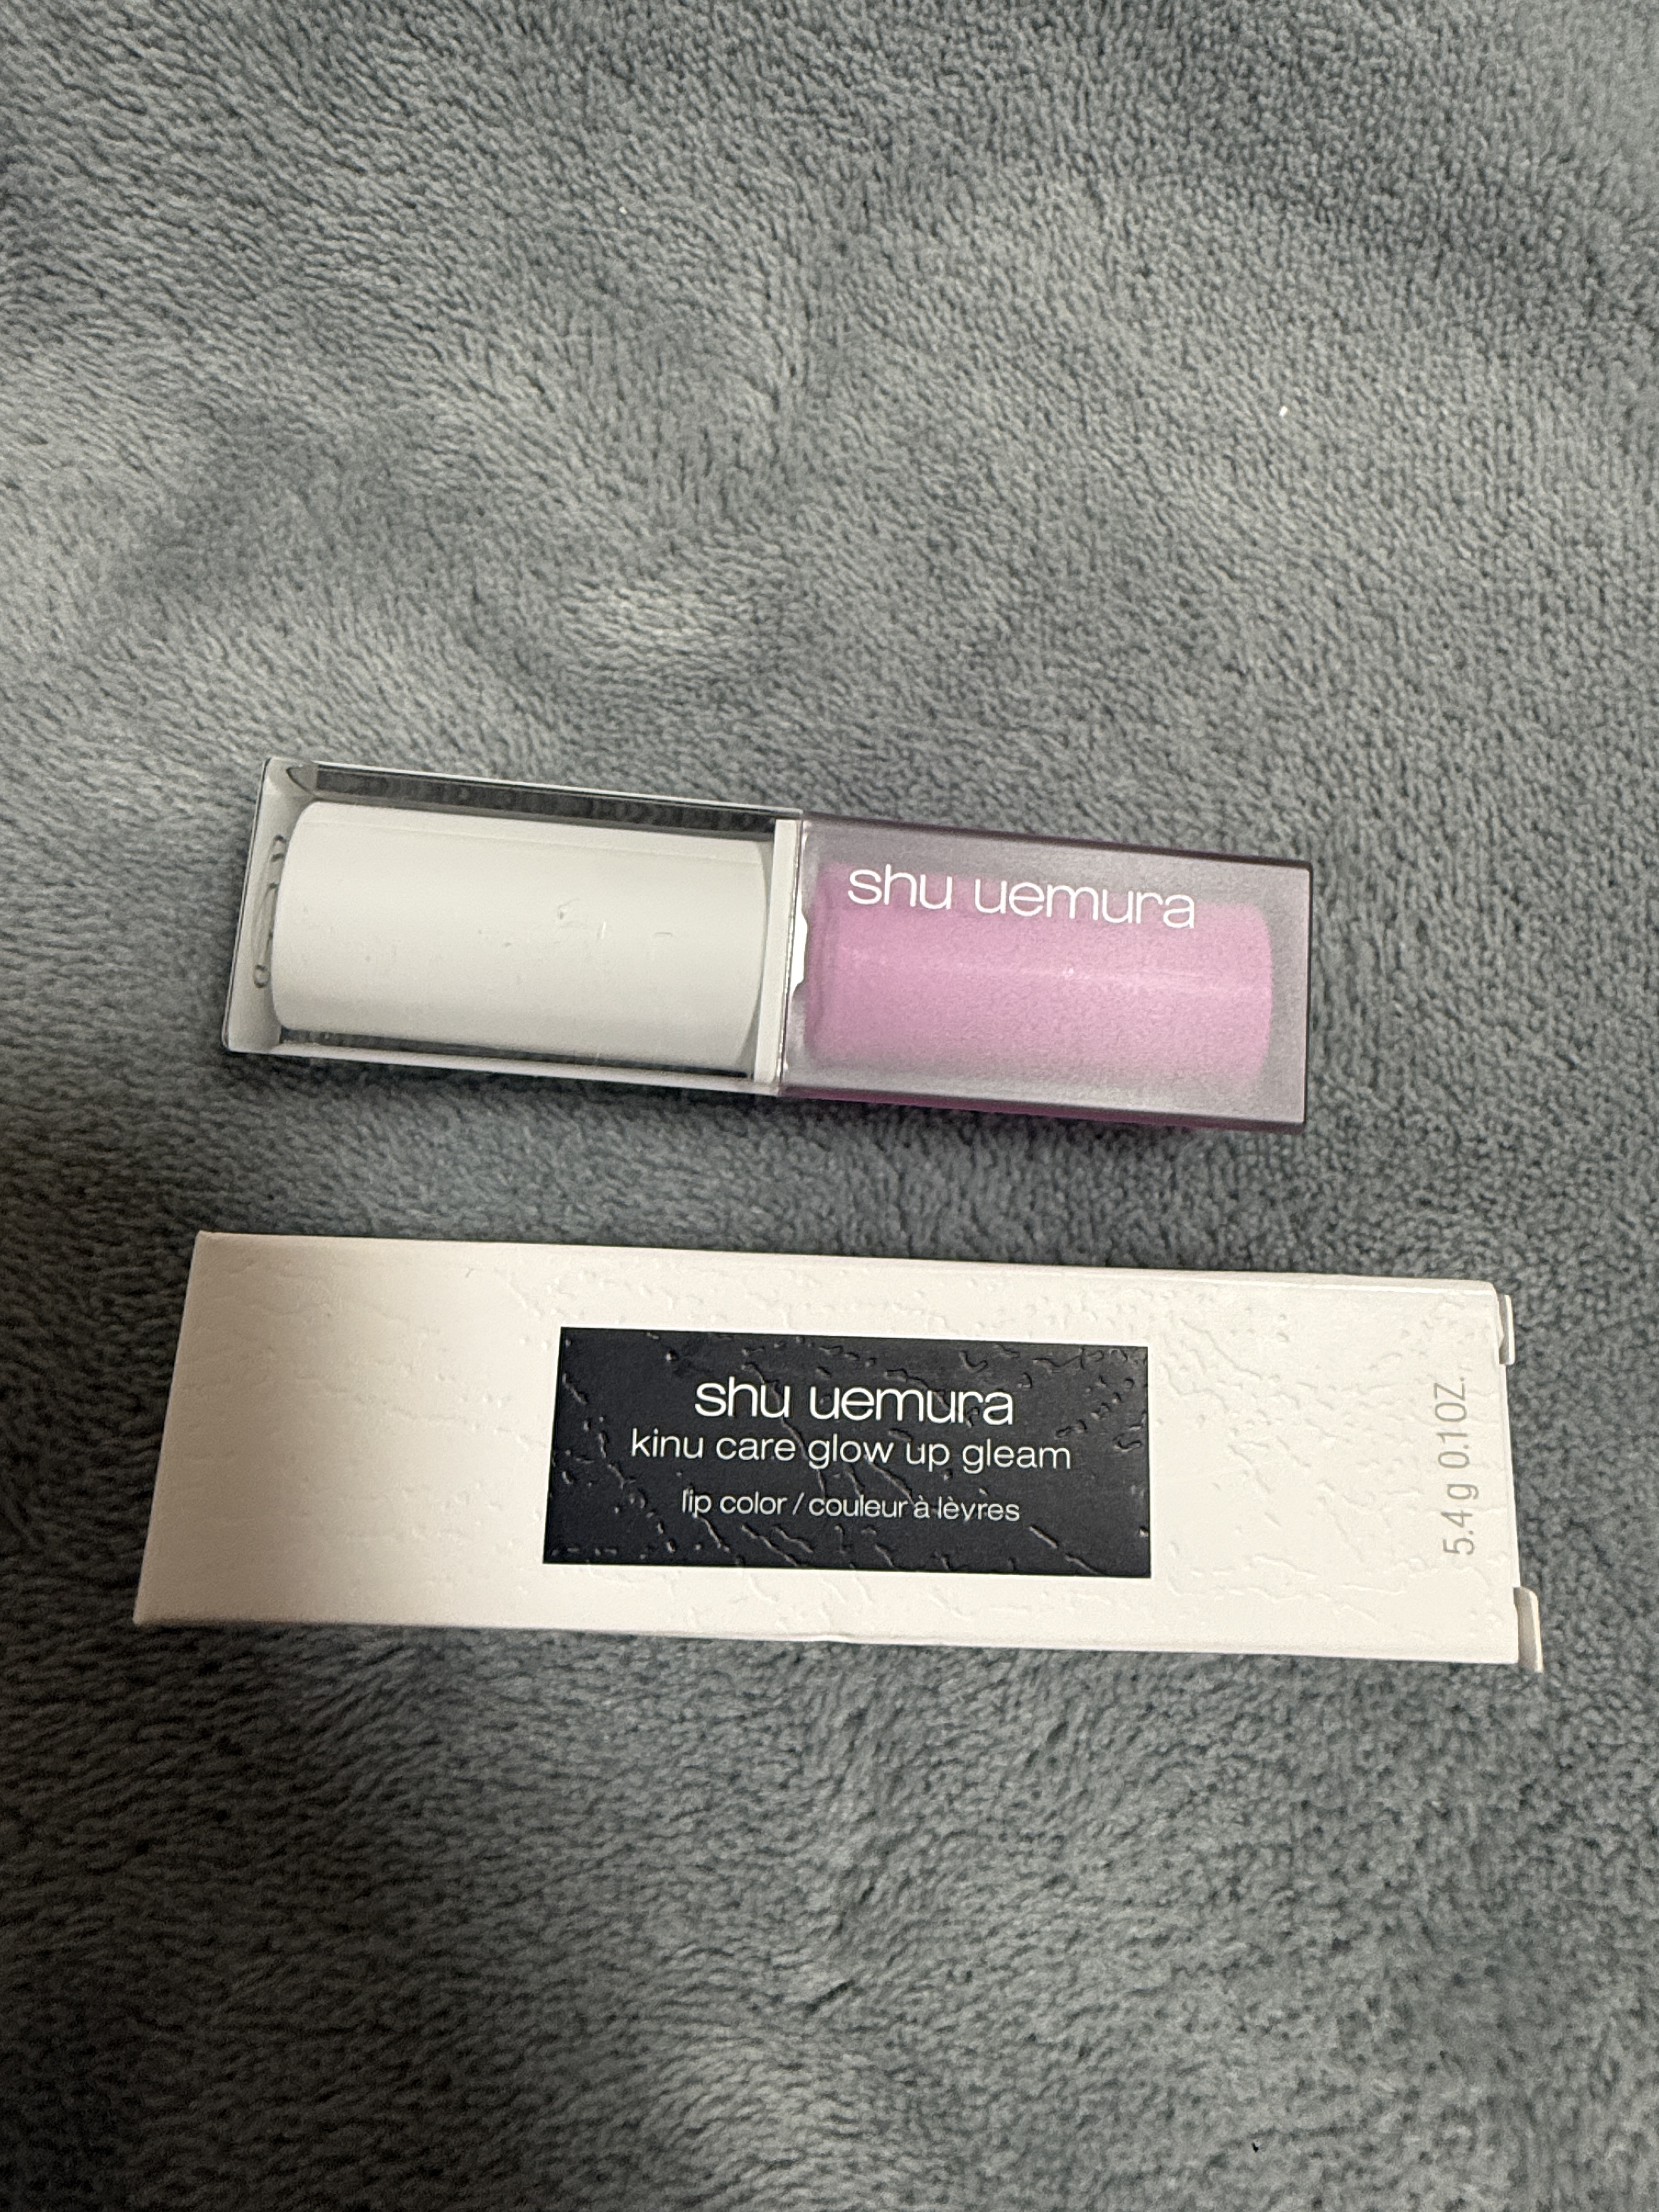 shu uemura
shu uemura
kinu care glow up gleam
lip color / couleur à lèvres
5.4 g 0.1 OZ.